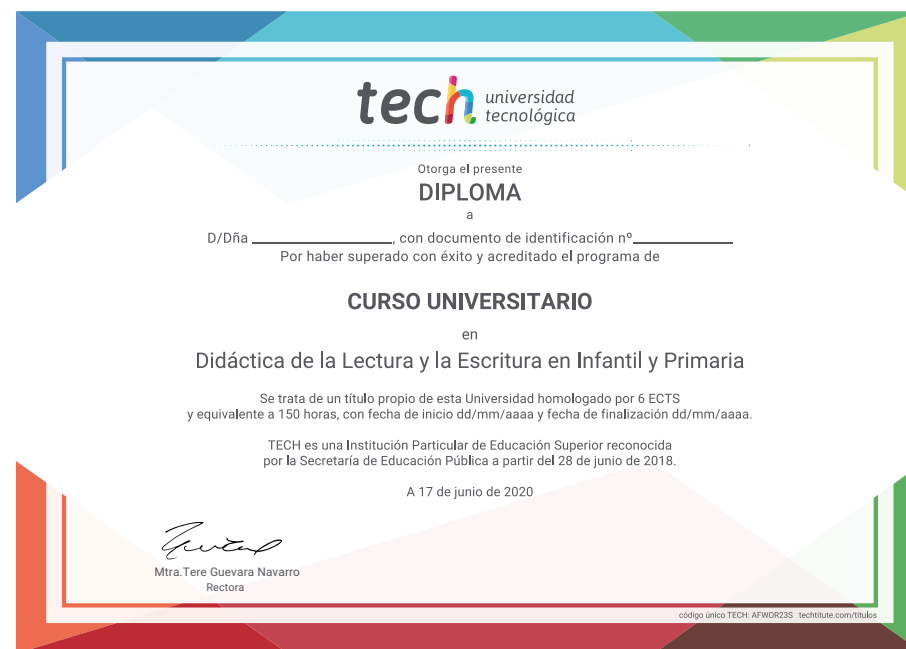 tech universidad tecnológica
Otorga el presente
DIPLOMA
a
D/Dña ____________________, con documento de identificación nº______________
Por haber superado con éxito y acreditado el programa de
CURSO UNIVERSITARIO
en
Didáctica de la Lectura y la Escritura en Infantil y Primaria
Se trata de un título propio de esta Universidad homologado por 6 ECTS
y equivalente a 150 horas, con fecha de inicio dd/mm/aaaa y fecha de finalización dd/mm/aaaa.
TECH es una Institución Particular de Educación Superior reconocida
por la Secretaría de Educación Pública a partir del 28 de junio de 2018.
A 17 de junio de 2020
Mtra.Tere Guevara Navarro
Rectora
código único TECH: AFWOR23S techtitute.com/titulos